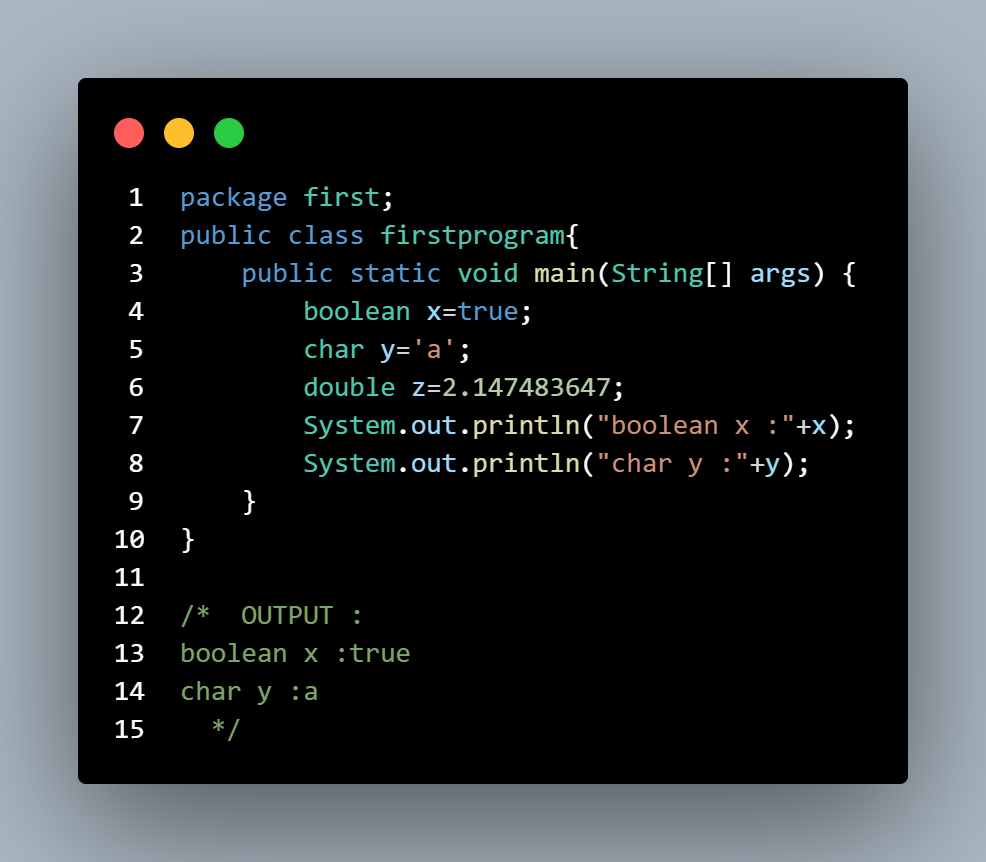 1 package first;
2 public class firstprogram{
3     public static void main(String[] args) {
4         boolean x=true;
5         char y='a';
6         double z=2.147483647;
7         System.out.println("boolean x :"+x);
8         System.out.println("char y :"+y);
9     }
10 }
11
12 /*  OUTPUT :
13 boolean x :true
14 char y :a
15   */